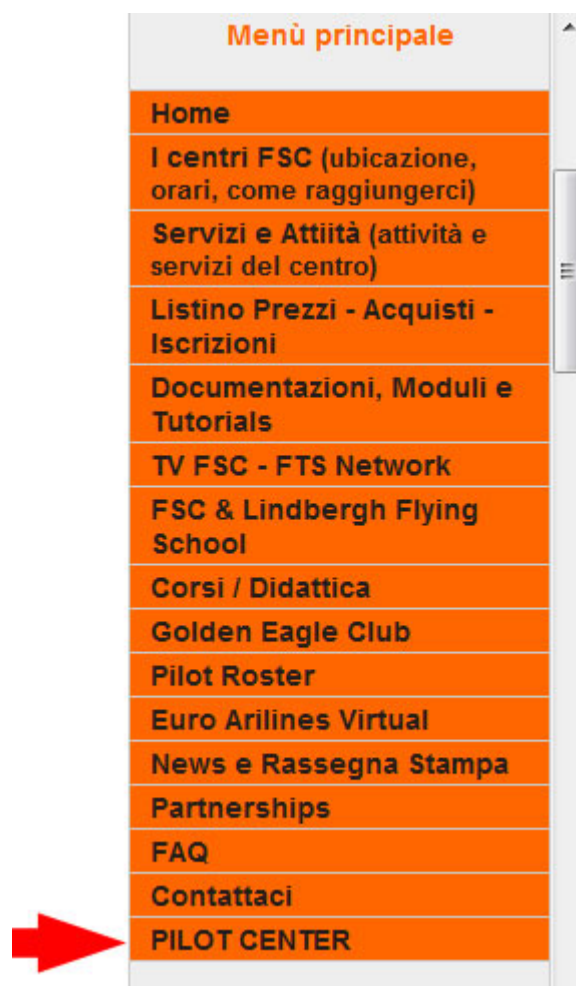 Menù principale
Home
I centri FSC (ubicazione,
orari, come raggiungerci)
Servizi e Attiità (attività e
servizi del centro)
Listino Prezzi - Acquisti -
Iscrizioni
Documentazioni, Moduli e
Tutorials
TV FSC - FTS Network
FSC & Lindbergh Flying
School
Corsi / Didattica
Golden Eagle Club
Pilot Roster
Euro Arilines Virtual
News e Rassegna Stampa
Partnerships
FAQ
Contattaci
PILOT CENTER